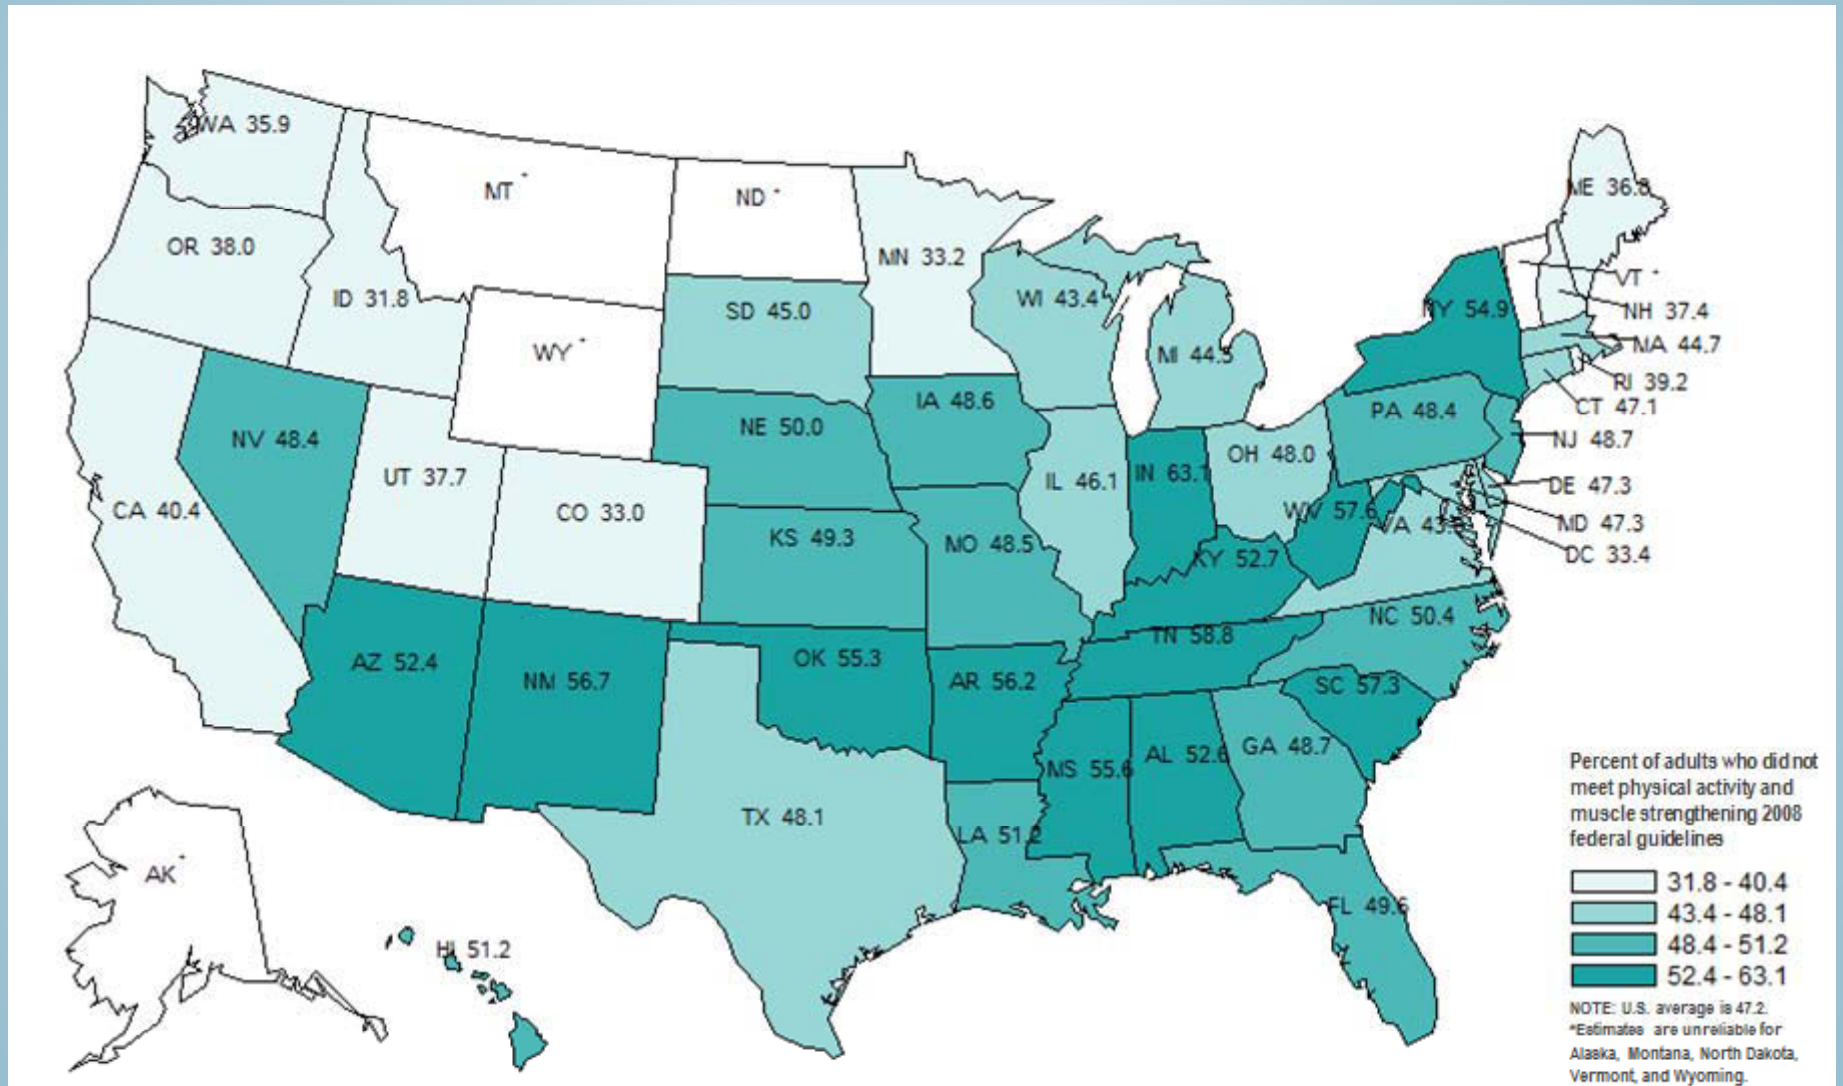 WA 35.9
MT *
ND *
ME 36.8
OR 38.0
MN 33.2
ID 31.8
VT *
SD 45.0
WI 43.4
NY 54.9
NH 37.4
WY *
MI 44.5
MA 44.7
RI 39.2
IA 48.6
PA 48.4
CT 47.1
NE 50.0
NV 48.4
NJ 48.7
OH 48.0
UT 37.7
IL 46.1
IN 63.1
DE 47.3
CA 40.4
CO 33.0
WV 57.6
VA
MD 47.3
KS 49.3
MO 48.5
DC 33.4
KY 52.7
NC 50.4
TN 58.8
AZ 52.4
OK 55.3
NM 56.7
AR 56.2
SC 57.3
GA 48.7
AL 52.6
MS 55.6
TX 48.1
LA 51.2
AK *
FL 49.6
HI 51.2
Percent of adults who did not
meet physical activity and
muscle strengthening 2008
federal guidelines
31.8 - 40.4
43.4 - 48.1
48.4 - 51.2
52.4 - 63.1
NOTE: U.S. average is 47.2.
*Estimates are unreliable for
Alaska, Montana, North Dakota,
Vermont, and Wyoming.